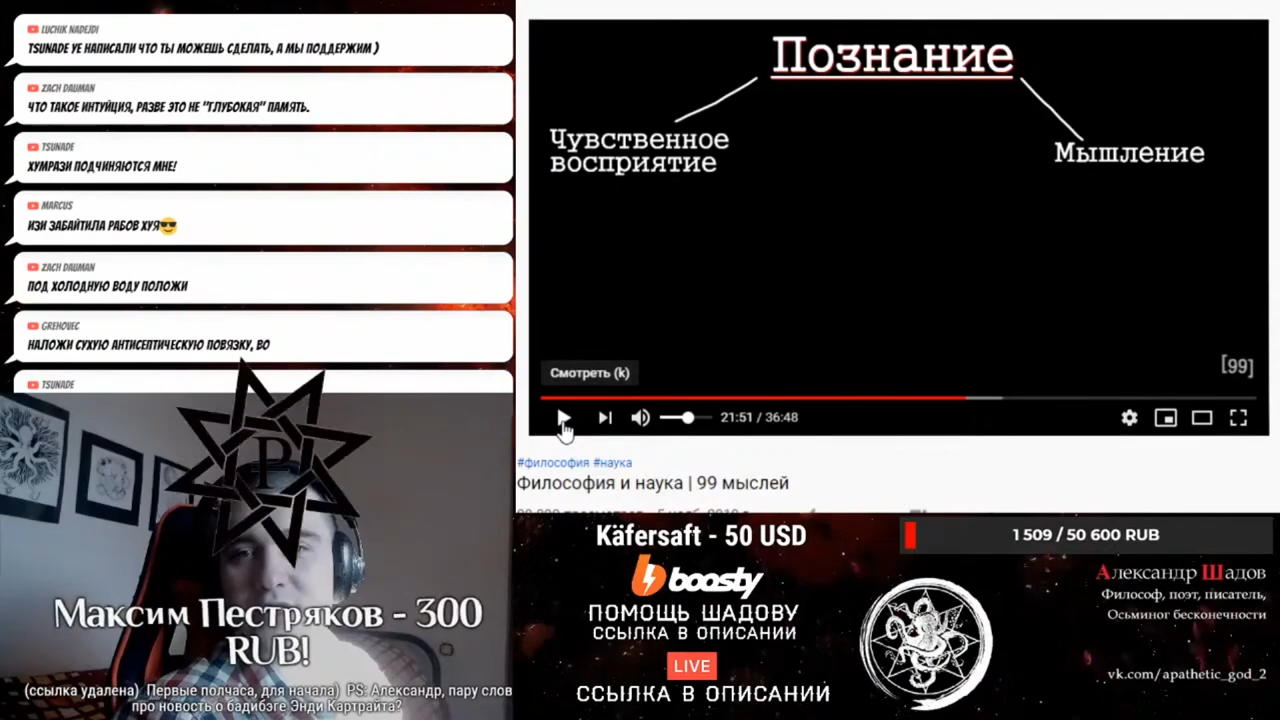 LUCHIK NADEJDI
TSUNADE УЕ НАПИСАЛИ ЧТО ТЫ МОЖЕШЬ СДЕЛАТЬ, А МЫ ПОДДЕРЖИМ )
ZACH DAUMAN
ЧТО ТАКОЕ ИНТУЙЦИЯ, РАЗВЕ ЭТО НЕ "ГЛУБОКАЯ" ПАМЯТЬ.
TSUNADE
ХУМРАЗИ ПОДЧИНЯЮТСЯ МНЕ!
MARCUS
ИЗИ ЗАБАЙТИЛА РАБОВ ХУЯ😎
ZACH DAUMAN
ПОД ХОЛОДНУЮ ВОДУ ПОЛОЖИ
GREHOVEC
НАЛОЖИ СУХУЮ АНТИСЕПТИЧЕСКУЮ ПОВЯЗКУ, ВО
TSUNADE
P
Максим Пестряков - 300
RUB!
(ссылка удалена) Первые полчаса, для начала) PS: Александр, пару слов
про новость о бадибэге Энди Картрайта?
Познание
Чувственное
восприятие
Мышление
[99]
Смотреть (k)
21:51 / 36:48
#философия #наука
Философия и наука | 99 мыслей
Käfersaft - 50 USD
boosty
ПОМОЩЬ ШАДОВУ
ССЫЛКА В ОПИСАНИИ
LIVE
ССЫЛКА В ОПИСАНИИ
1 509 / 50 600 RUB
Александр Шадов
Философ, поэт, писатель,
Осьминог бесконечности
vk.com/apathetic_god_2